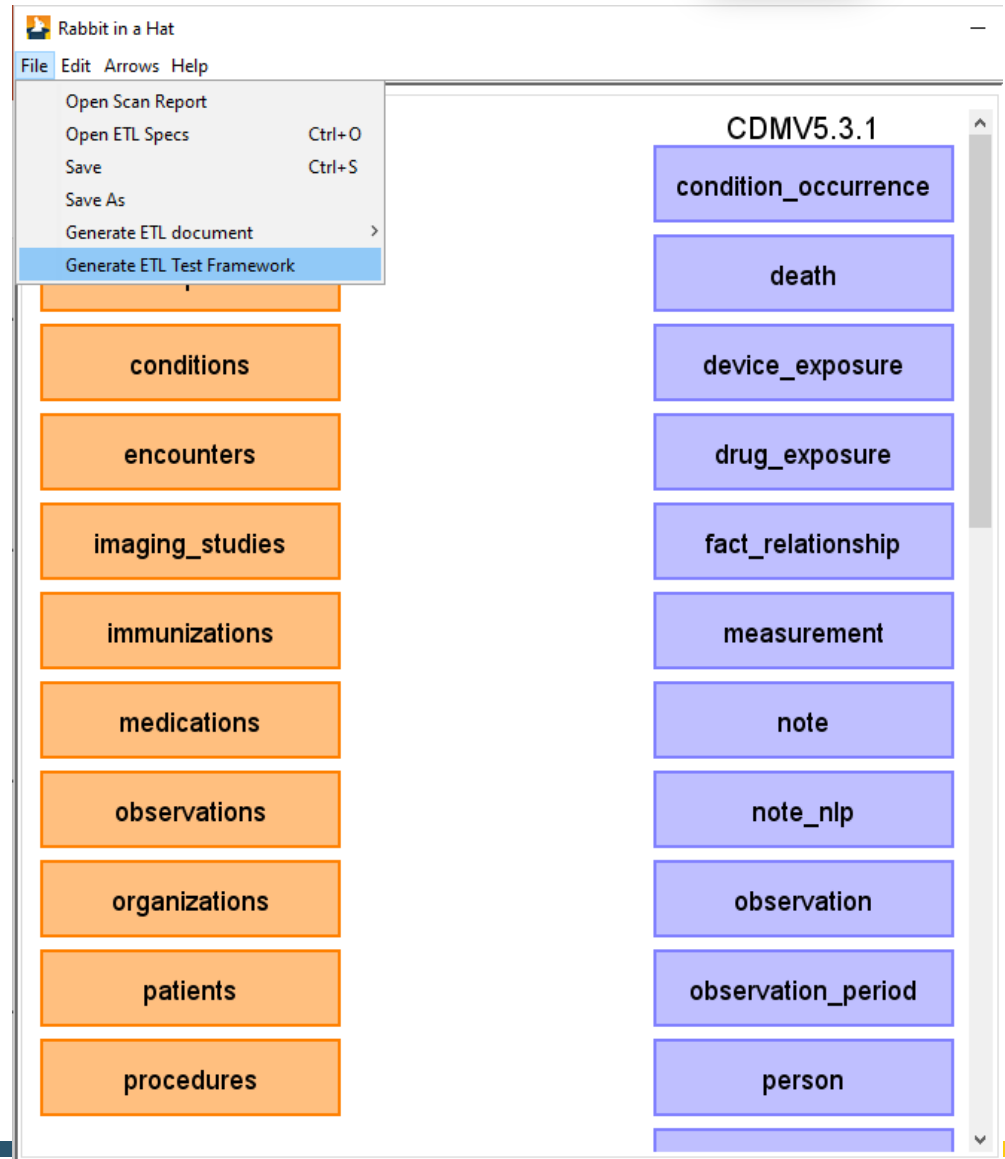 Rabbit in a Hat
File Edit Arrows Help
Open Scan Report
Open ETL Specs Ctrl+O
Save Ctrl+S
Save As
Generate ETL document
Generate ETL Test Framework
CDMV5.3.1
condition_occurrence
death
conditions
device_exposure
encounters
drug_exposure
imaging_studies
fact_relationship
immunizations
measurement
medications
note
observations
note_nlp
organizations
observation
patients
observation_period
procedures
person